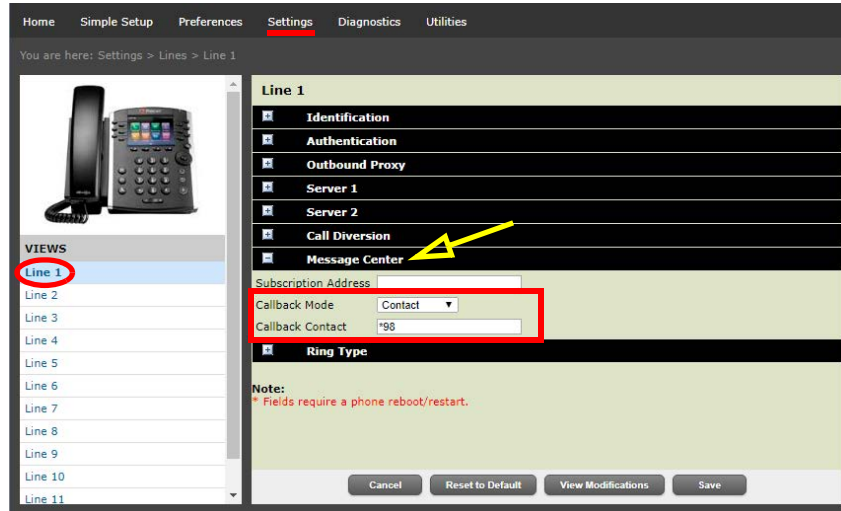 Home Simple Setup Preferences Settings Diagnostics Utilities
You are here: Settings > Lines > Line 1
VIEWS
Line 1
Line 2
Line 3
Line 4
Line 5
Line 6
Line 7
Line 8
Line 9
Line 10
Line 11
Line 1
Identification
Authentication
Outbound Proxy
Server 1
Server 2
Call Diversion
Message Center
Subscription Address
Callback Mode Contact
Callback Contact *98
Ring Type
Note:
* Fields require a phone reboot/restart.
Cancel Reset to Default View Modifications Save